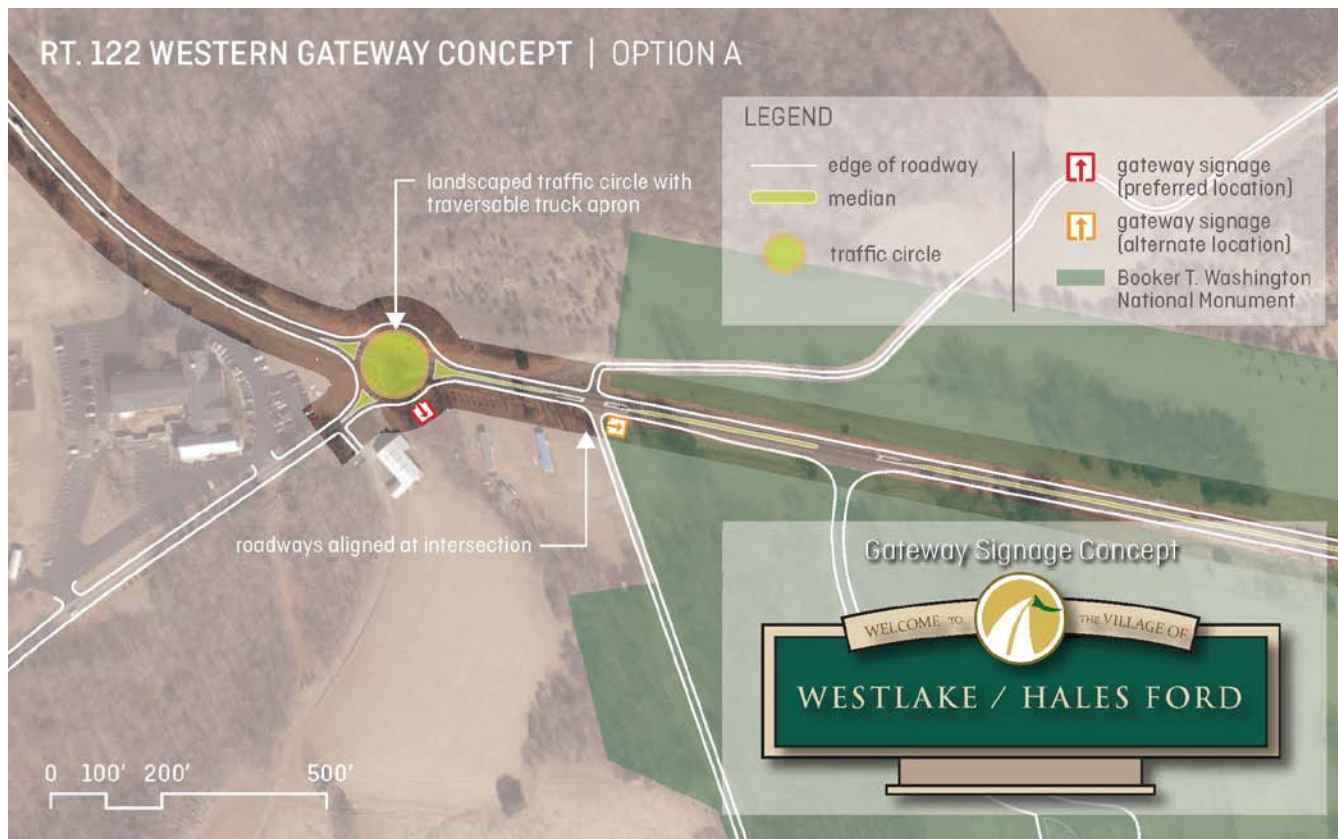 RT. 122 WESTERN GATEWAY CONCEPT | OPTION A
LEGEND
edge of roadway
median
traffic circle
gateway signage
(preferred location)
gateway signage
(alternate location)
Booker T. Washington
National Monument
landscaped traffic circle with
traversable truck apron
roadways aligned at intersection
Gateway Signage Concept
WELCOME TO THE VILLAGE OF
WESTLAKE / HALES FORD
0 100' 200' 500'